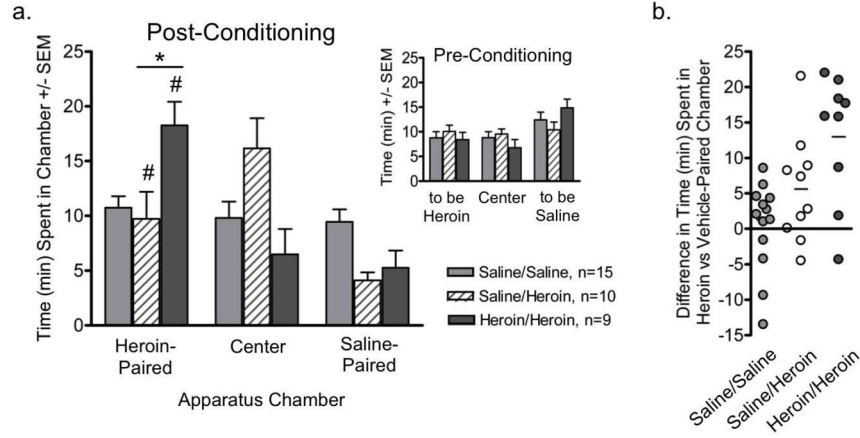 a.
Post-Conditioning
Time (min) Spent in Chamber +/- SEM
25
20
15
10
5
0
*
#
#
Heroin-
Paired
Center
Saline-
Paired
Apparatus Chamber
Pre-Conditioning
Time (min) +/- SEM
25
20
15
10
5
0
to be
Heroin
Center
to be
Saline
Saline/Saline, n=15
Saline/Heroin, n=10
Heroin/Heroin, n=9
b.
Difference in Time (min) Spent in
Heroin vs Vehicle-Paired Chamber
25
20
15
10
5
0
-5
-10
-15
Saline/Saline
Saline/Heroin
Heroin/Heroin